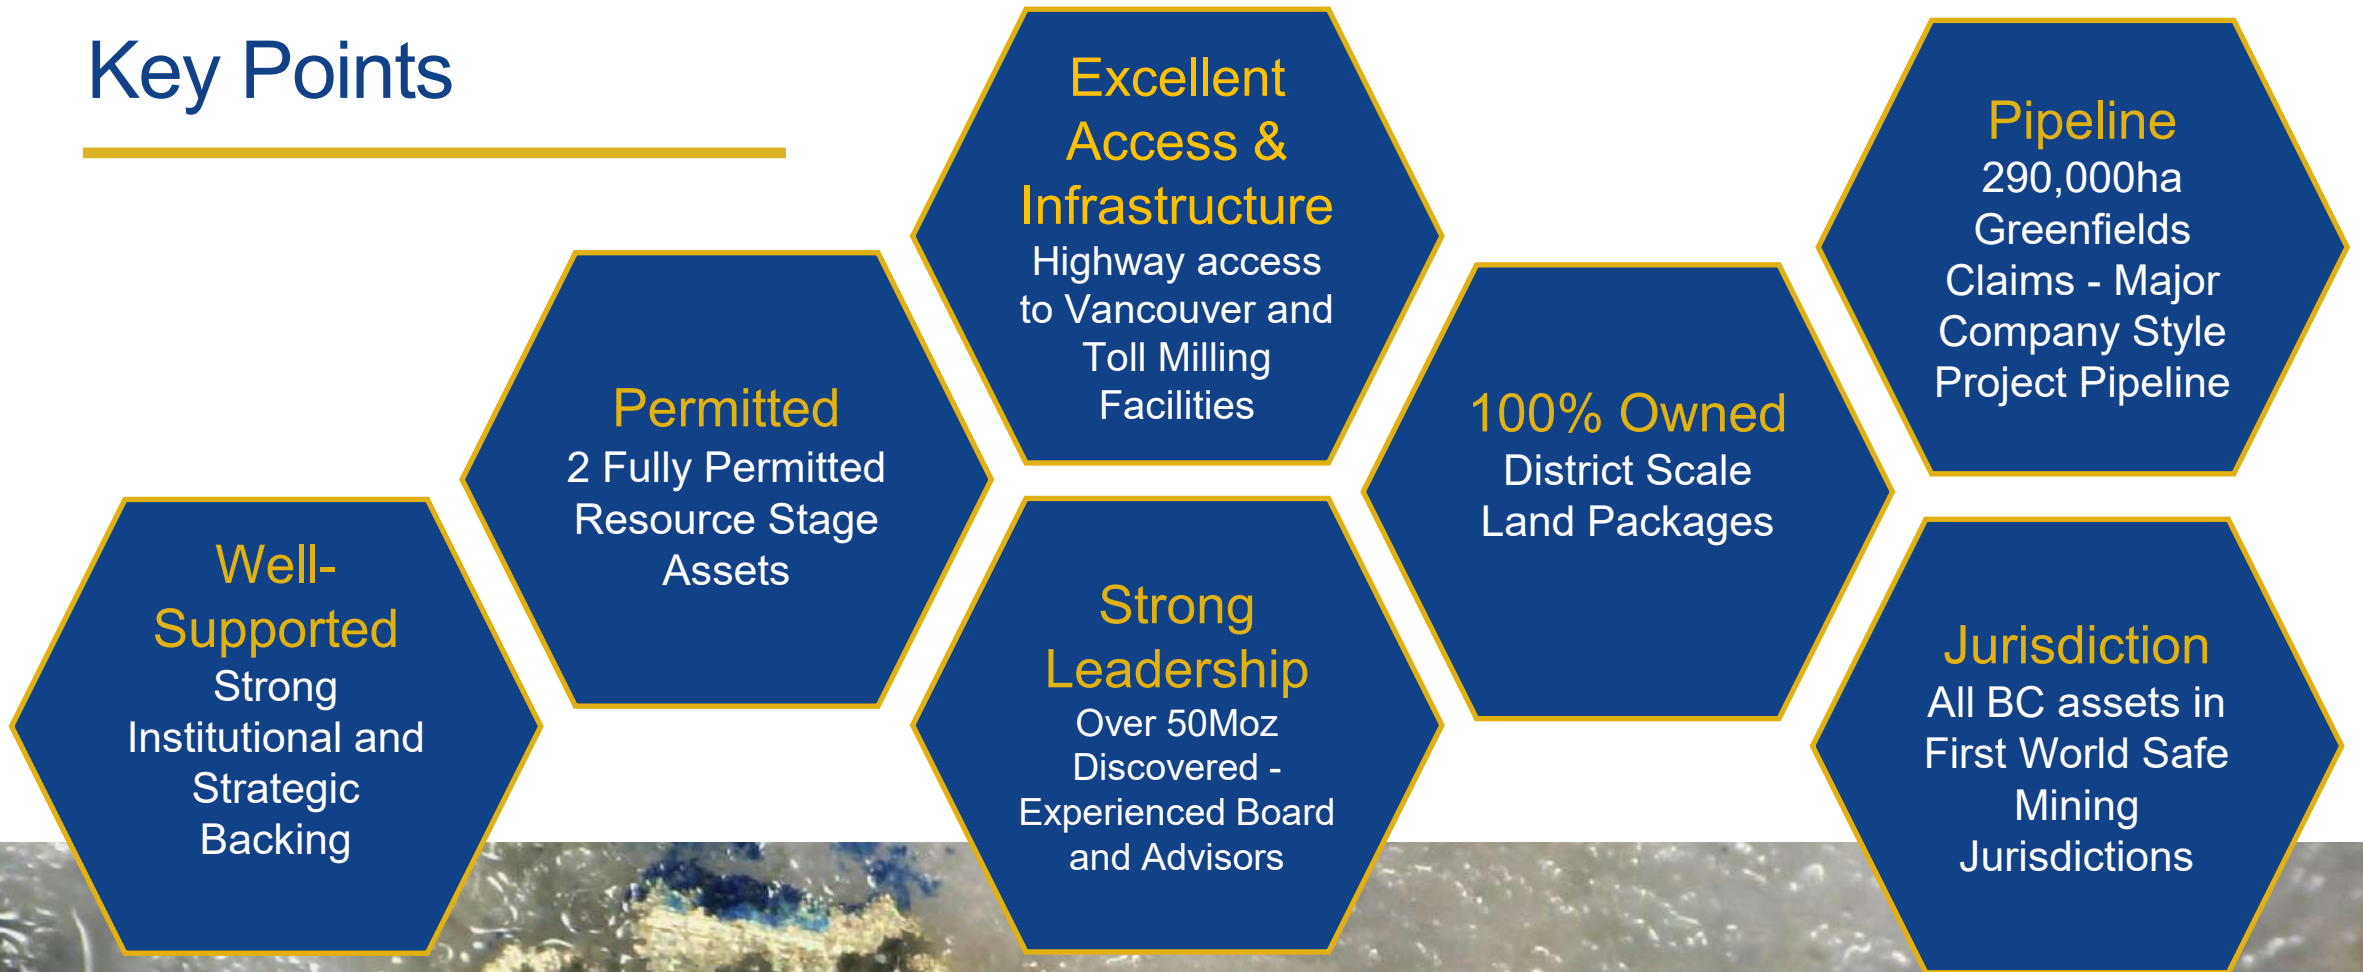 Key Points
Well-
Supported
Strong
Institutional and
Strategic
Backing
Permitted
2 Fully Permitted
Resource Stage
Assets
Excellent
Access &
Infrastructure
Highway access
to Vancouver and
Toll Milling
Facilities
Strong
Leadership
Over 50Moz
Discovered -
Experienced Board
and Advisors
100% Owned
District Scale
Land Packages
Pipeline
290,000ha
Greenfields
Claims - Major
Company Style
Project Pipeline
Jurisdiction
All BC assets in
First World Safe
Mining
Jurisdictions